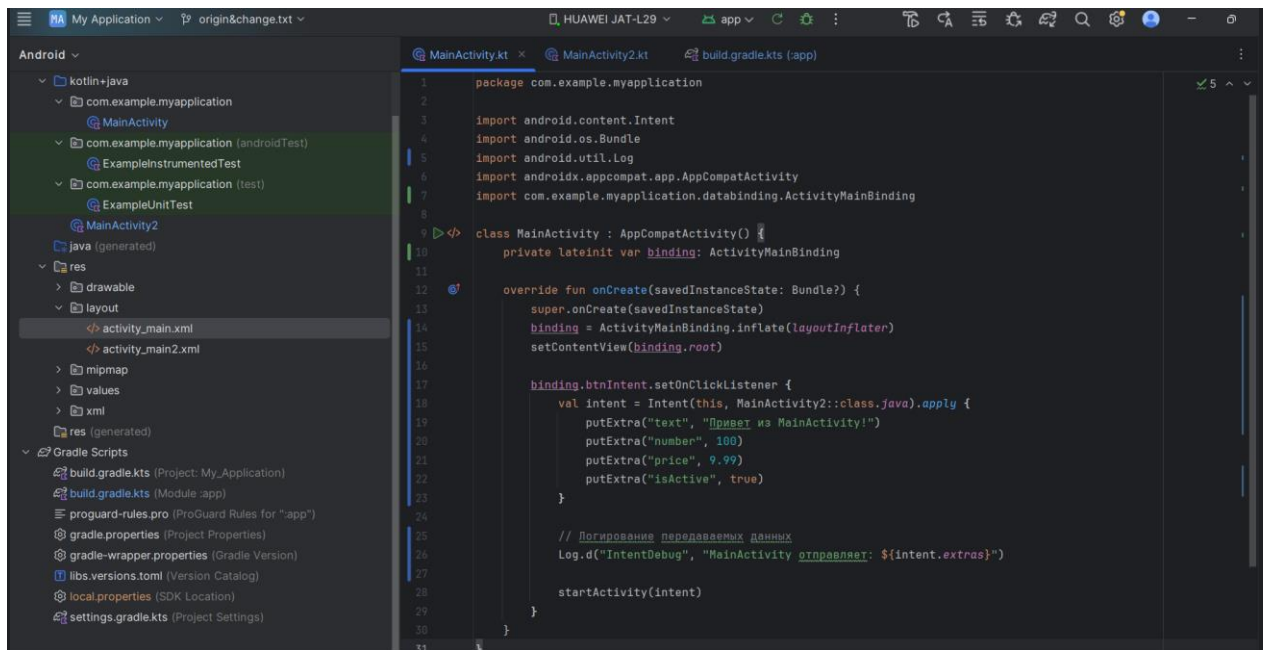 MA My Application origin&change.txt HUAWEI JAT-L29 app
Android
MainActivity.kt MainActivity2.kt build.gradle.kts (:app)
kotlin+java
com.example.myapplication
MainActivity
com.example.myapplication (androidTest)
ExampleInstrumentedTest
com.example.myapplication (test)
ExampleUnitTest
MainActivity2
java (generated)
res
drawable
layout
activity_main.xml
activity_main2.xml
mipmap
values
xml
res (generated)
Gradle Scripts
build.gradle.kts (Project: My_Application)
build.gradle.kts (Module :app)
proguard-rules.pro (ProGuard Rules for ":app")
gradle.properties (Project Properties)
gradle-wrapper.properties (Gradle Version)
libs.versions.toml (Version Catalog)
local.properties (SDK Location)
settings.gradle.kts (Project Settings)
5
1 package com.example.myapplication
2
3 import android.content.Intent
4 import android.os.Bundle
5 import android.util.Log
6 import androidx.appcompat.app.AppCompatActivity
7 import com.example.myapplication.databinding.ActivityMainBinding
8
9 class MainActivity : AppCompatActivity() {
10 private lateinit var binding: ActivityMainBinding
11
12 override fun onCreate(savedInstanceState: Bundle?) {
13 super.onCreate(savedInstanceState)
14 binding = ActivityMainBinding.inflate(layoutInflater)
15 setContentView(binding.root)
16
17 binding.btnIntent.setOnClickListener {
18 val intent = Intent(this, MainActivity2::class.java).apply {
19 putExtra("text", "Привет из MainActivity!")
20 putExtra("number", 100)
21 putExtra("price", 9.99)
22 putExtra("isActive", true)
23 }
24
25 // Логирование передаваемых данных
26 Log.d("IntentDebug", "MainActivity отправляет: ${intent.extras}")
27
28 startActivity(intent)
29 }
30 }
31 }